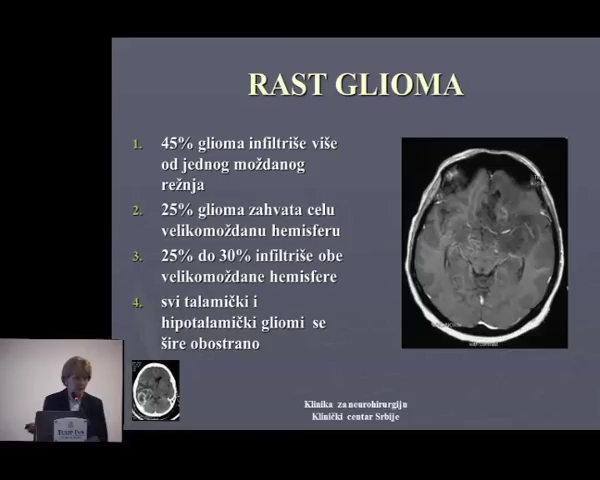 RAST GLIOMA
1. 45% glioma infiltriše više
od jednog moždanog
režnja
2. 25% glioma zahvata celu
velikomoždanu hemisferu
3. 25% do 30% infiltriše obe
velikomoždane hemisfere
4. svi talamički i
hipotalamički gliomi se
šire obostrano
Klinika za neurohirurgiju
Klinički centar Srbije
TULIP INN